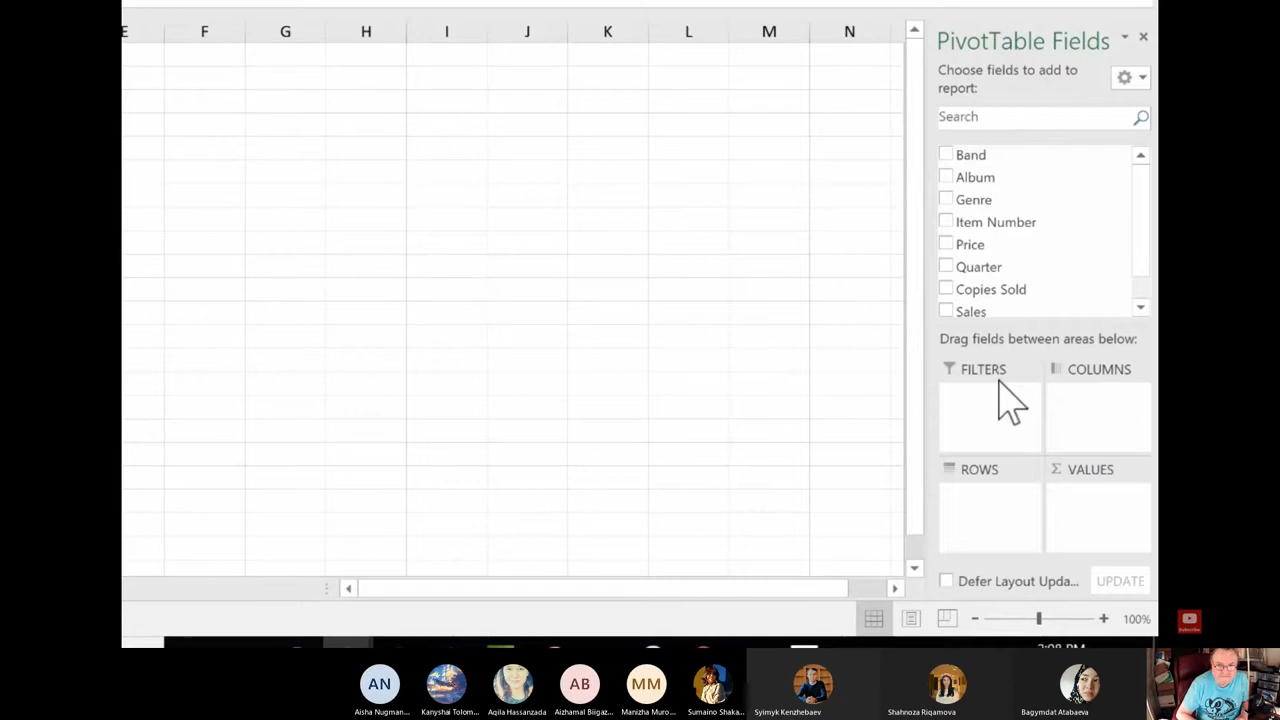 E F G H I J K L M N
PivotTable Fields
Choose fields to add to
report:
Search
Band
Album
Genre
Item Number
Price
Quarter
Copies Sold
Sales
Drag fields between areas below:
FILTERS
COLUMNS
ROWS
Σ VALUES
Defer Layout Upda...
UPDATE
100%
Subscribe
AN
AB
MM
Aisha Nugman...
Kanyshai Tolom...
Aqila Hassanzada
Aizhamal Biigaz...
Manizha Muro...
Sumaino Shaka...
Syimyk Kenzhebaev
Shahnoza Riqamova
Bagymdat Atabaeva